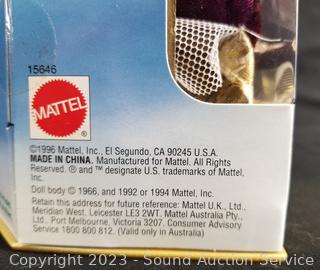 15646
MATTEL
®
©1996 Mattel, Inc., El Segundo, CA 90245 U.S.A.
MADE IN CHINA. Manufactured for Mattel. All Rights
Reserved. ® and ™ designate U.S. trademarks of Mattel,
Inc.
Doll body © 1966, and 1992 or 1994 Mattel, Inc.
Retain this address for future reference: Mattel U.K., Ltd.,
Meridian West, Leicester LE3 2WT. Mattel Australia Pty.,
Ltd., Port Melbourne, Victoria 3207. Consumer Advisory
Service 1800 800 812. (Valid only in Australia)
Copyright 2023 - Sound Auction Service